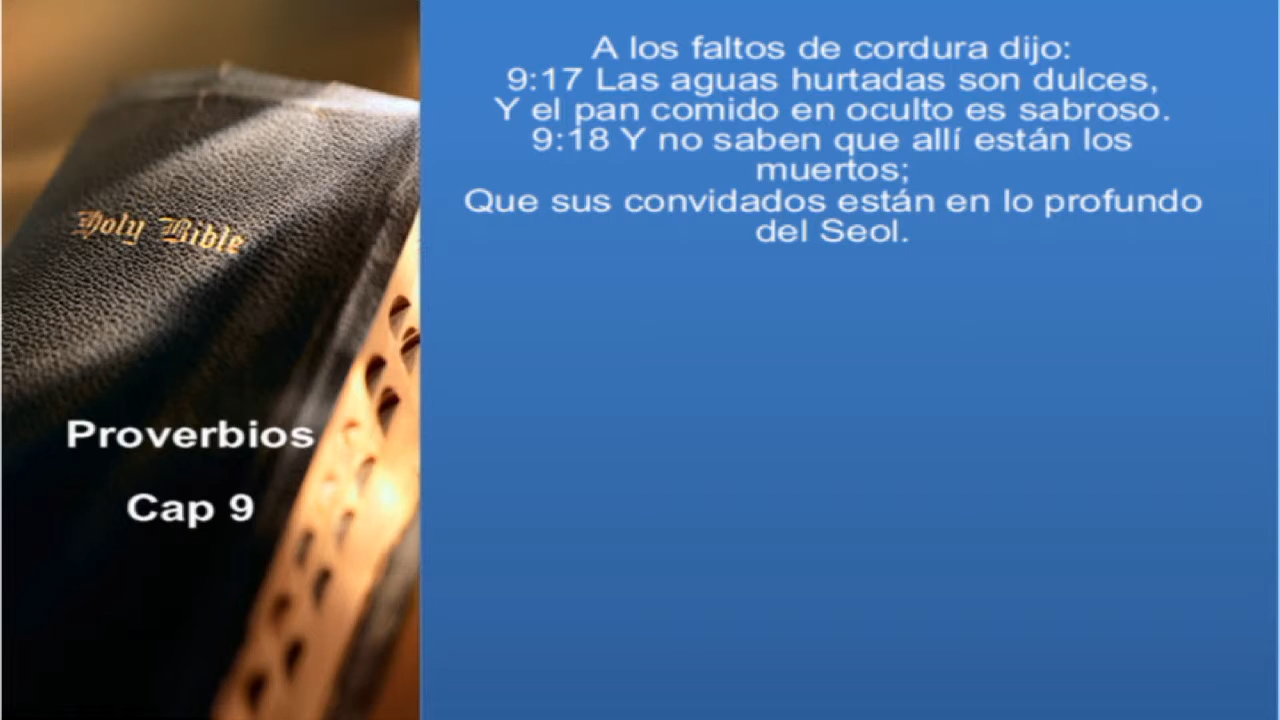 Holy Bible
Proverbios
Cap 9
A los faltos de cordura dijo:
9:17 Las aguas hurtadas son dulces,
Y el pan comido en oculto es sabroso.
9:18 Y no saben que allí están los
muertos;
Que sus convidados están en lo profundo
del Seol.